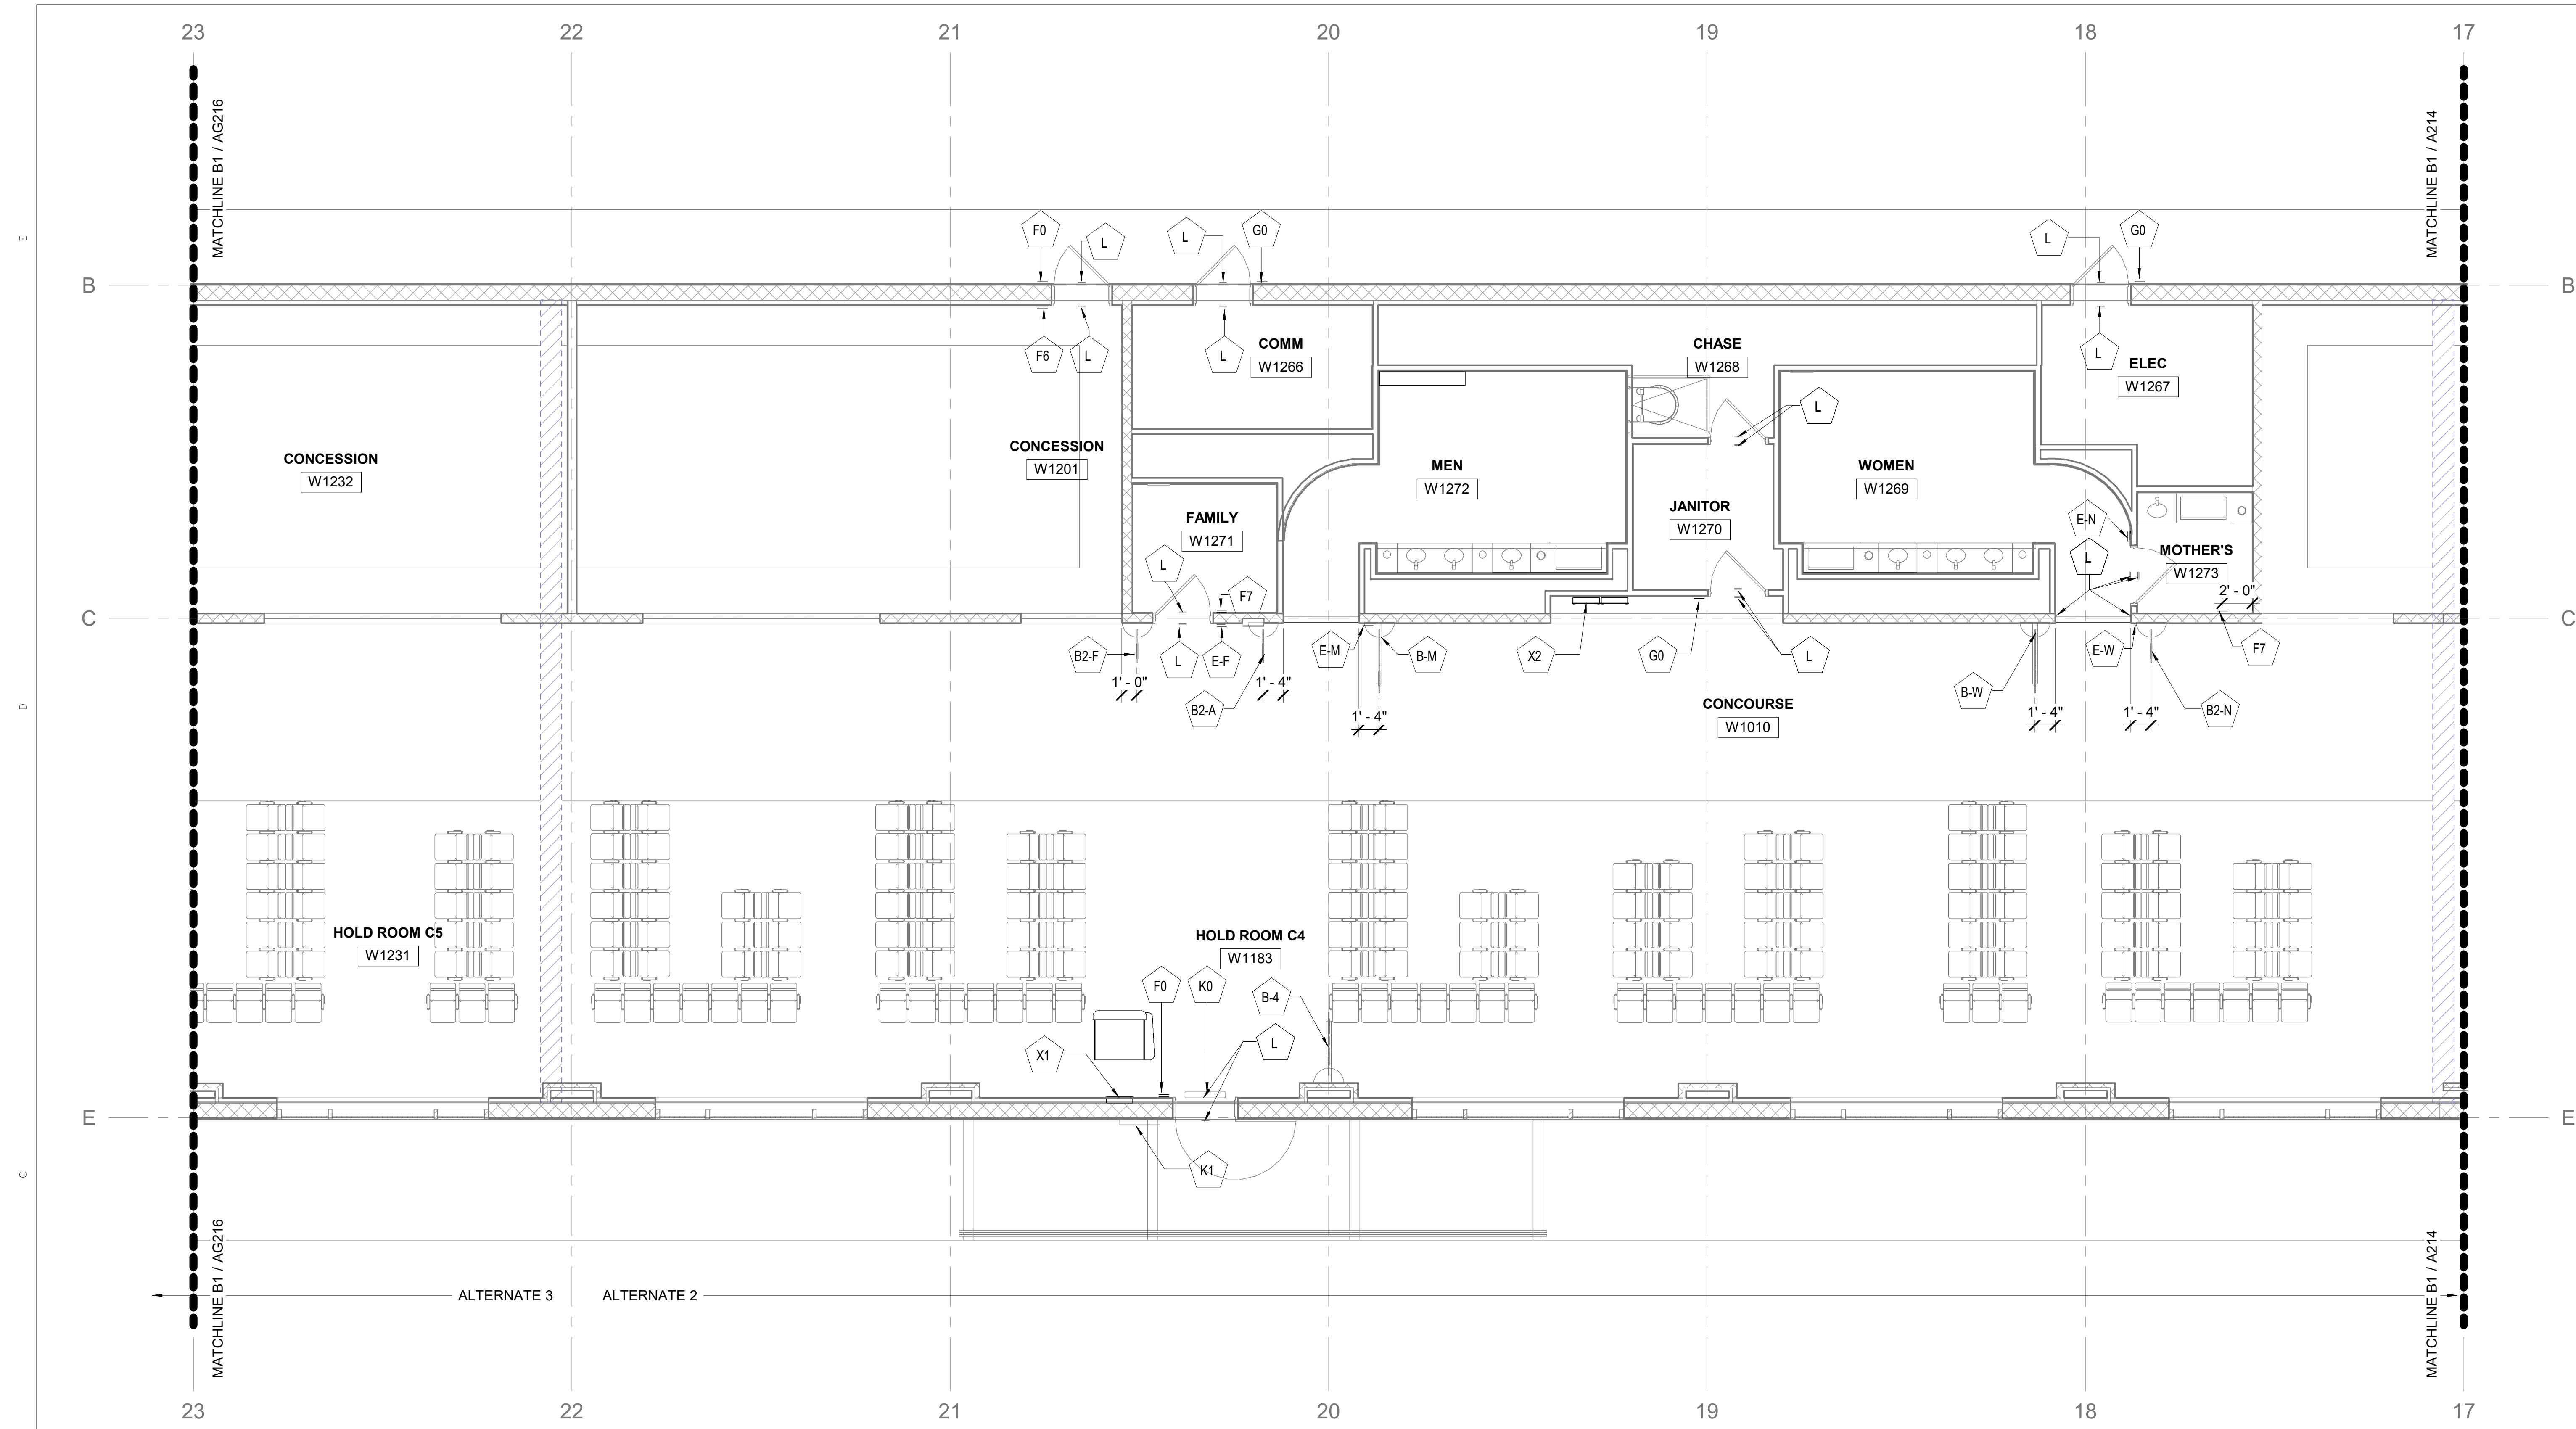 23 22 21 20 19 18 17
MATCHLINE B1 / AG216
MATCHLINE B1 / A214
E
F0
L
L
G0
L
G0
B
B
F6
L
L
L
COMM
W1266
CHASE
W1268
ELEC
W1267
L
CONCESSION
W1232
CONCESSION
W1201
MEN
W1272
WOMEN
W1269
JANITOR
W1270
FAMILY
W1271
E-N
L
MOTHER'S
W1273
2' - 0"
L
F7
C
C
B2-F
L
E-F
E-M
B-M
X2
G0
L
E-W
F7
1' - 0"
1' - 4"
B2-A
1' - 4"
B-W
1' - 4"
1' - 4"
B2-N
CONCOURSE
W1010
D
HOLD ROOM C5
W1231
HOLD ROOM C4
W1183
F0
K0
B-4
L
X1
E
E
K1
C
ALTERNATE 3
ALTERNATE 2
MATCHLINE B1 / AG216
MATCHLINE B1 / A214
23 22 21 20 19 18 17